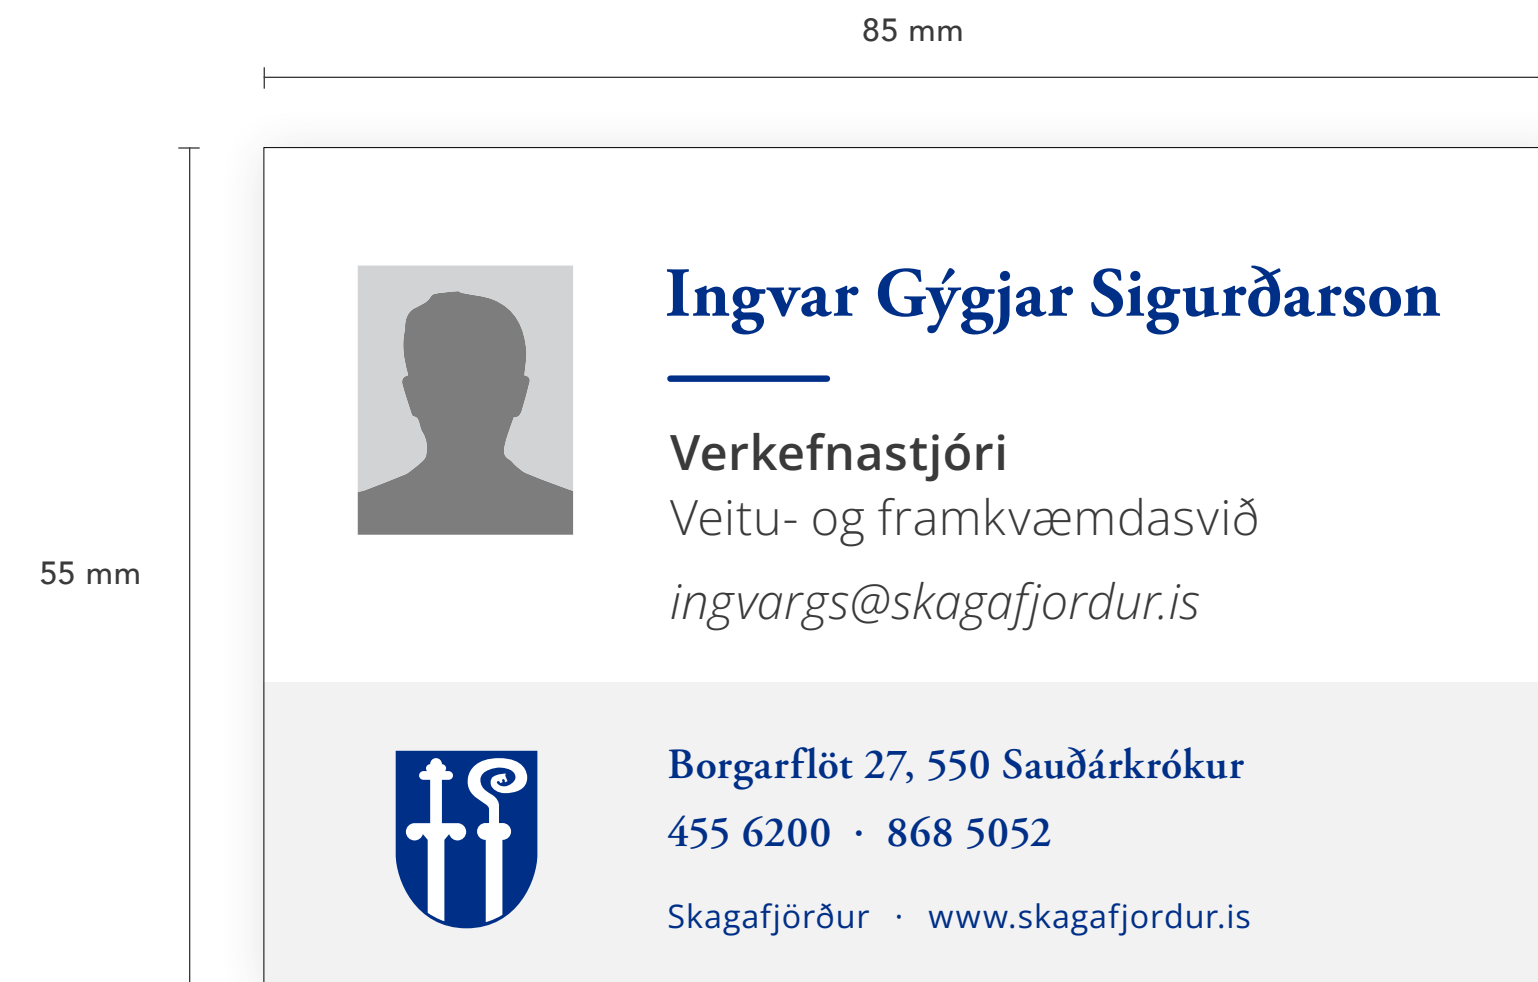 85 mm
55 mm
Ingvar Gýgjar Sigurðarson
Verkefnastjóri
Veitu- og framkvæmdasvið
ingvargs@skagafjordur.is
Borgarflöt 27, 550 Sauðárkrókur
455 6200 · 868 5052
Skagafjörður · www.skagafjordur.is